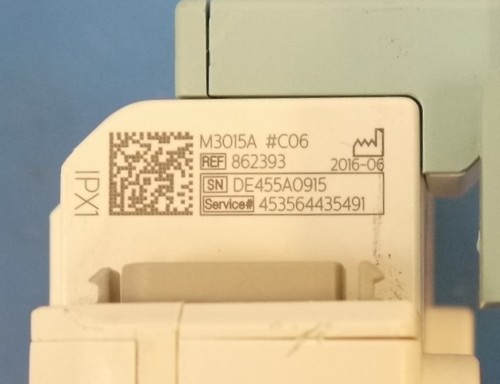 M3015A #C06
REF 862393
2016-06
SN DE455A0915
Service# 453564435491
IPX1